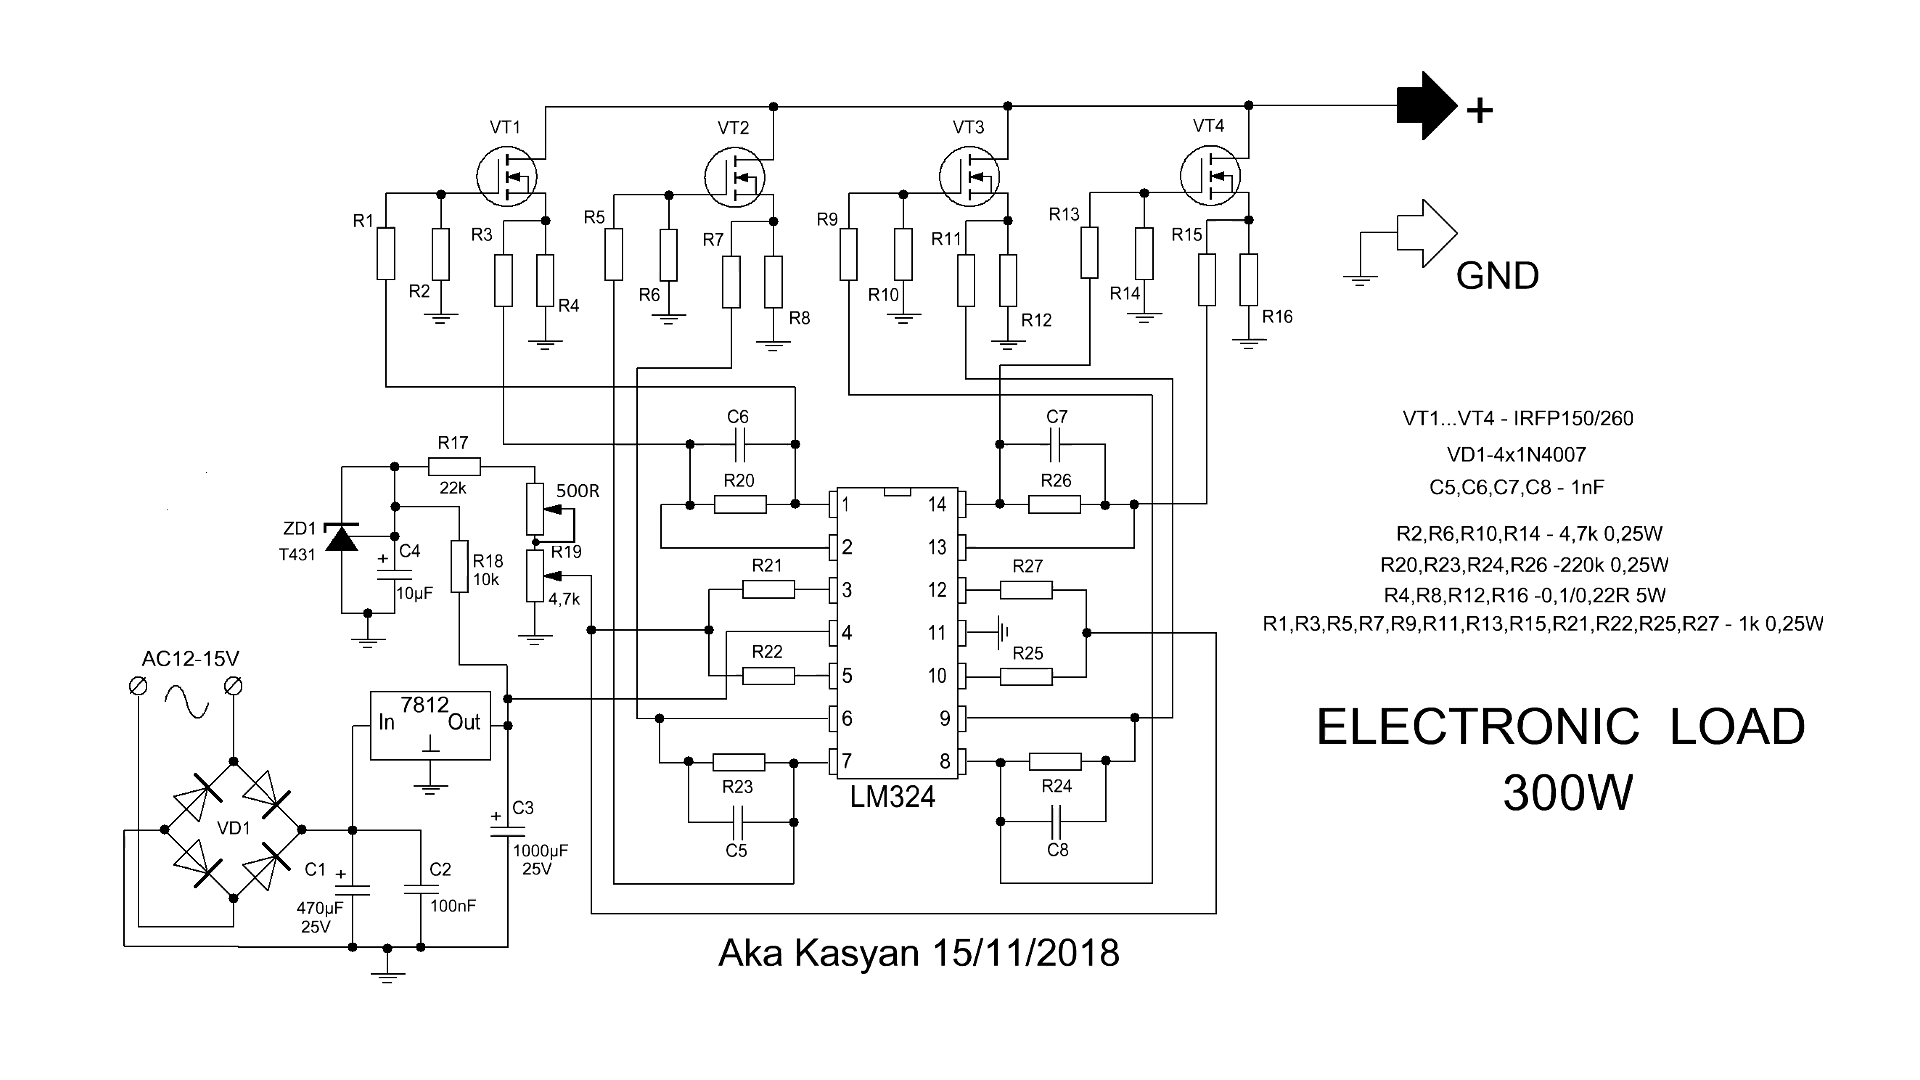 VT1
VT2
VT3
VT4
+
R1
R2
R3
R4
R5
R6
R7
R8
R9
R10
R11
R12
R13
R14
R15
R16
GND
VT1...VT4 - IRFP150/260
VD1-4x1N4007
C5,C6,C7,C8 - 1nF
R2,R6,R10,R14 - 4,7k 0,25W
R20,R23,R24,R26 -220k 0,25W
R4,R8,R12,R16 -0,1/0,22R 5W
R1,R3,R5,R7,R9,R11,R13,R15,R21,R22,R25,R27 - 1k 0,25W
R17
22k
500R
ZD1
T431
+
C4
10µF
R18
10k
R19
4,7k
C6
R20
C7
R26
1
14
2
13
R21
3
12
R27
4
11
R22
5
10
R25
6
9
7
8
R23
C5
R24
C8
LM324
AC12-15V
7812
In
Out
VD1
C1
+
470µF
25V
C2
100nF
+
C3
1000µF
25V
ELECTRONIC LOAD
300W
Aka Kasyan 15/11/2018